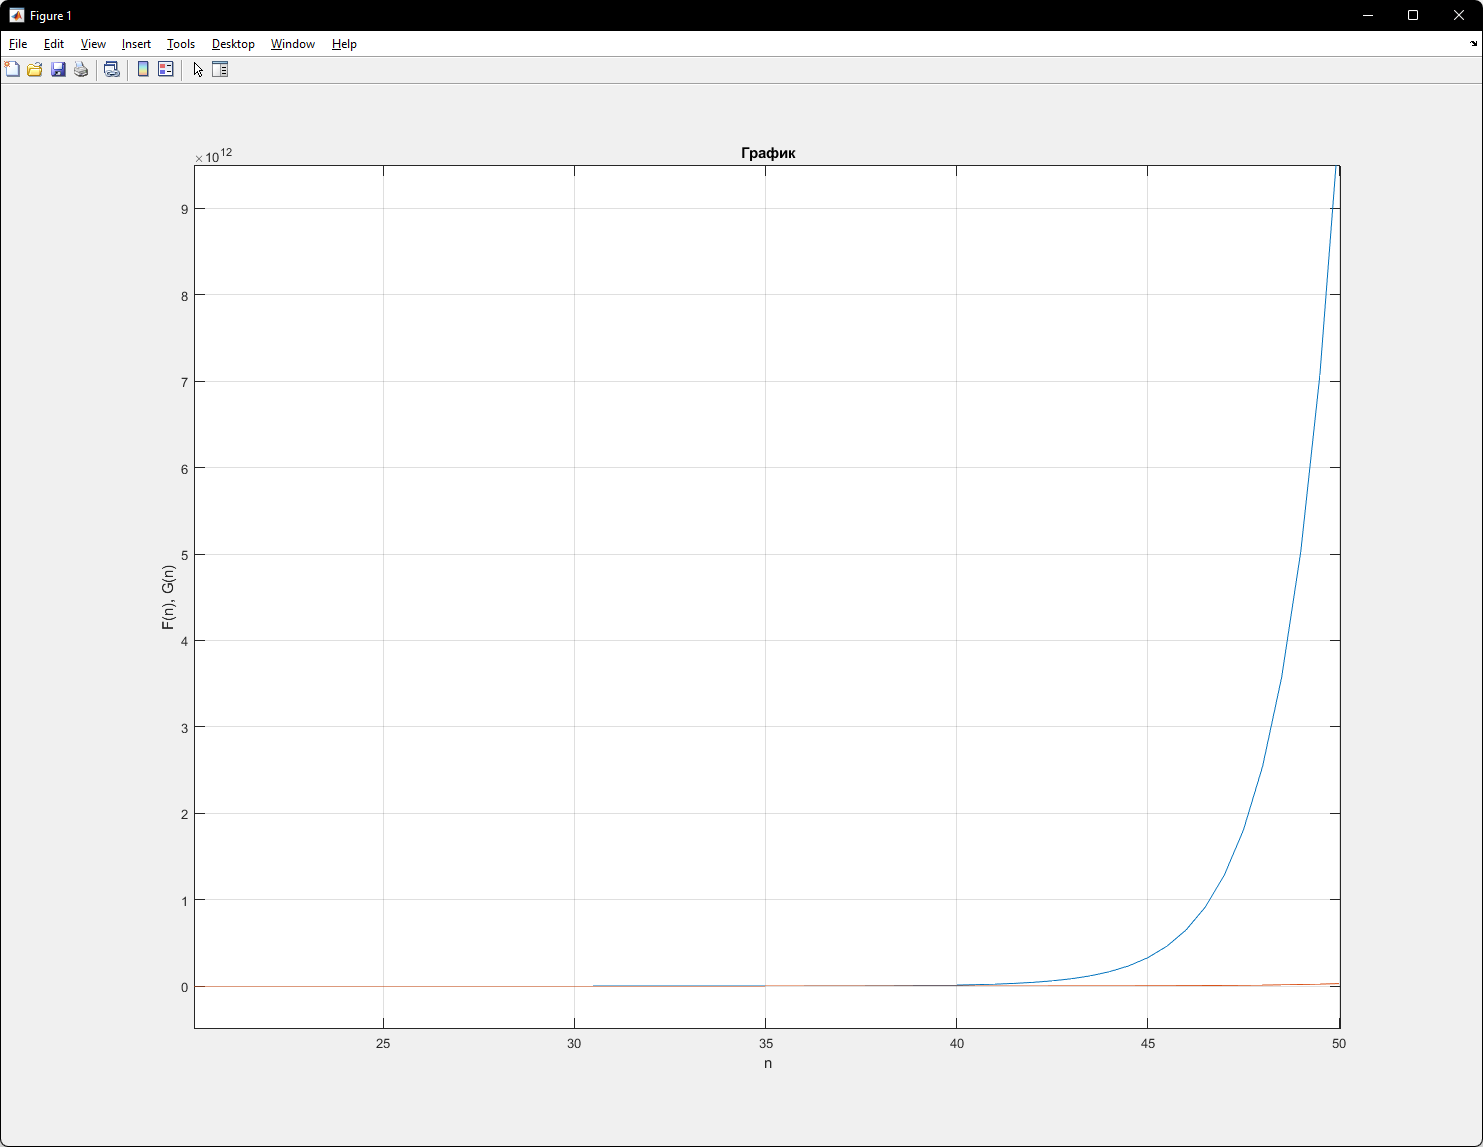 Figure 1
File Edit View Insert Tools Desktop Window Help
График
×10^12
9
8
7
6
5
4
3
2
1
0
F(n), G(n)
25 30 35 40 45 50
n